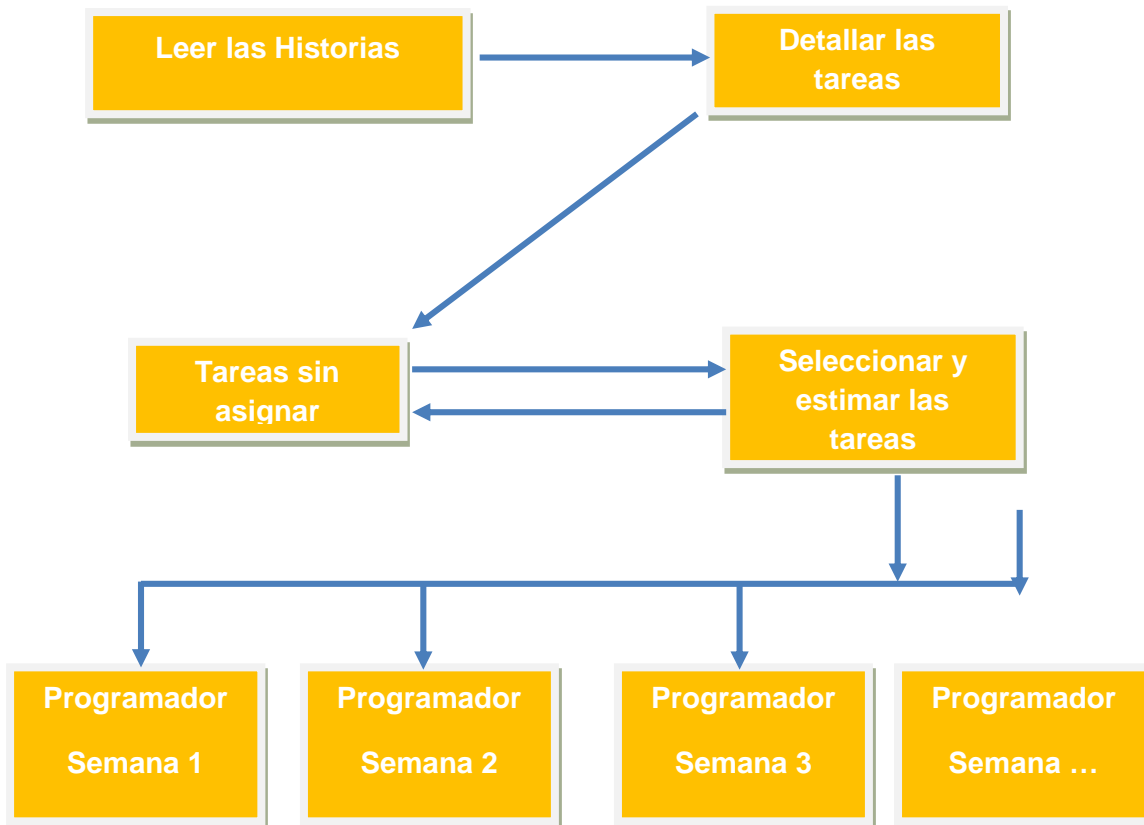 Leer las Historias
Detallar las
tareas
Tareas sin
asignar
Seleccionar y
estimar las
tareas
Programador
Semana 1
Programador
Semana 2
Programador
Semana 3
Programador
Semana …